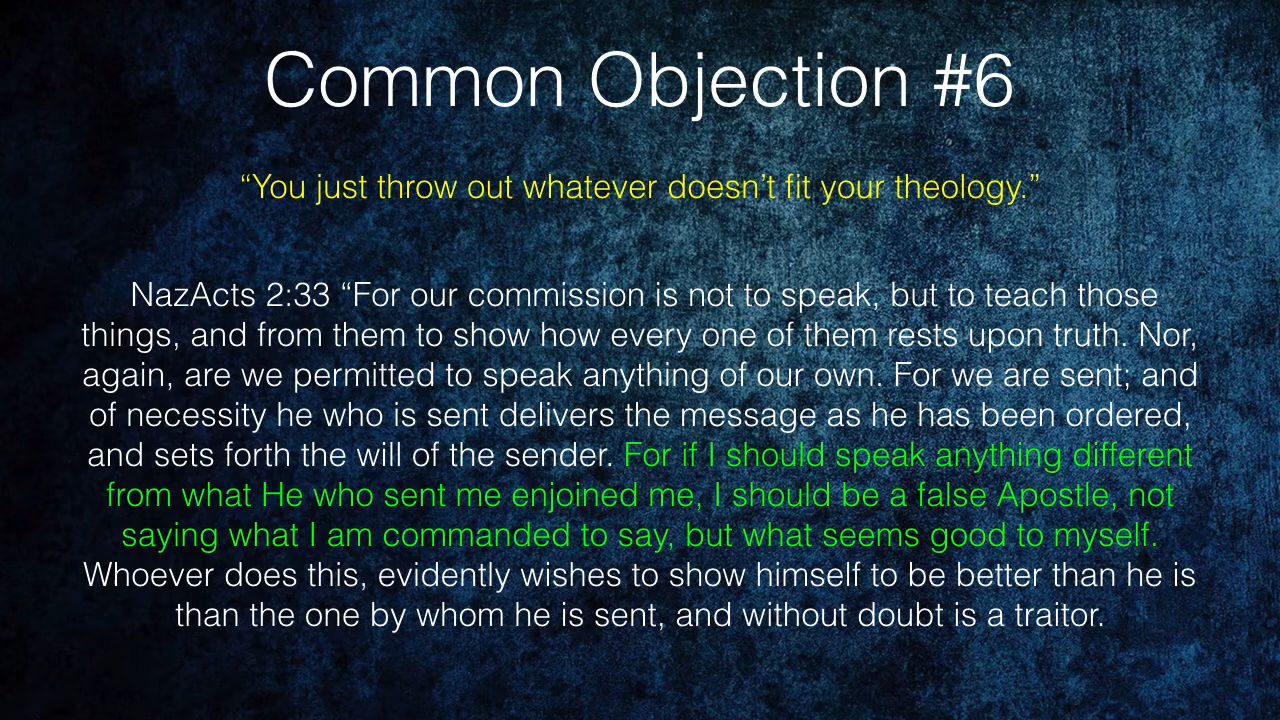 Common Objection #6
“You just throw out whatever doesn’t fit your theology.”
NazActs 2:33 “For our commission is not to speak, but to teach those
things, and from them to show how every one of them rests upon truth. Nor,
again, are we permitted to speak anything of our own. For we are sent; and
of necessity he who is sent delivers the message as he has been ordered,
and sets forth the will of the sender. For if I should speak anything different
from what He who sent me enjoined me, I should be a false Apostle, not
saying what I am commanded to say, but what seems good to myself.
Whoever does this, evidently wishes to show himself to be better than he is
than the one by whom he is sent, and without doubt is a traitor.